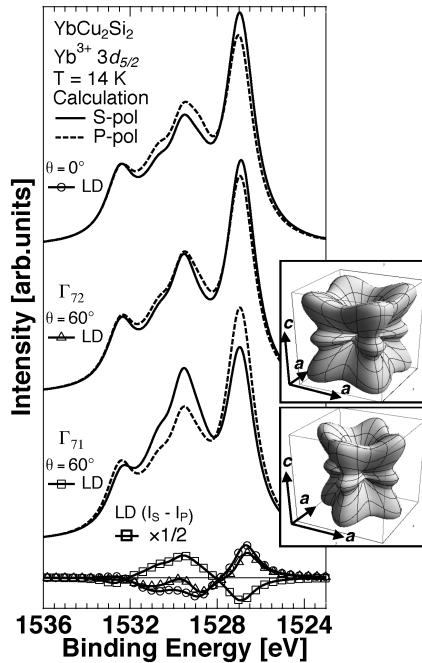 YbCu2Si2
Yb3+ 3d5/2
T = 14 K
Calculation
S-pol
P-pol
θ = 0°
LD
Γ72
θ = 60°
LD
Γ71
θ = 60°
LD
LD (IS - IP)
×1/2
c
a
a
c
a
a
Intensity [arb.units]
1536 1532 1528 1524
Binding Energy [eV]